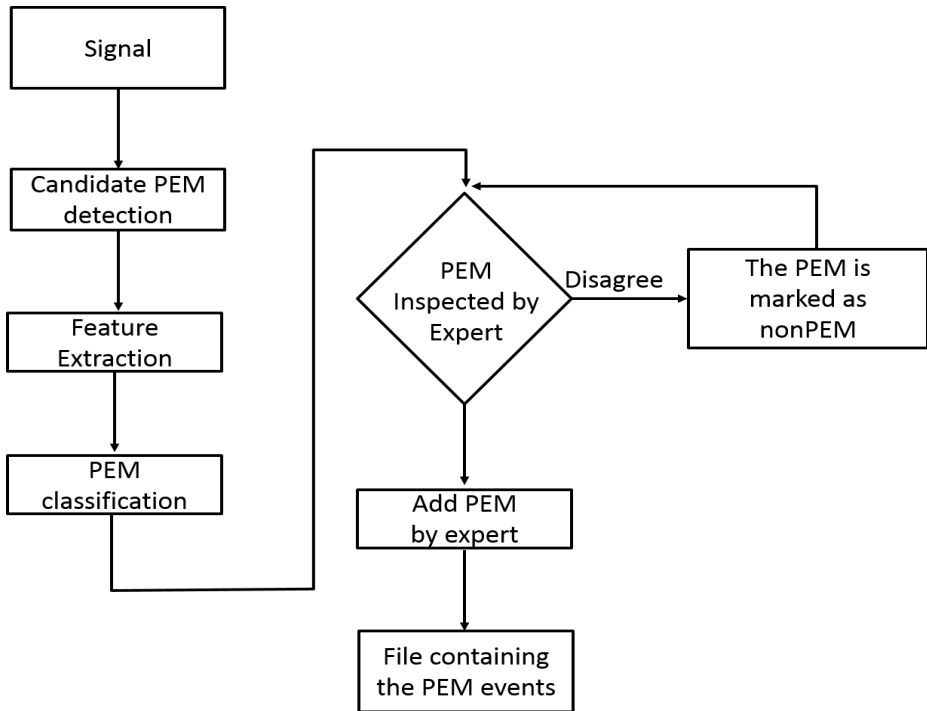 Signal
Candidate PEM
detection
Feature
Extraction
PEM
classification
PEM
Inspected by
Expert
Disagree
The PEM is
marked as
nonPEM
Add PEM
by expert
File containing
the PEM events